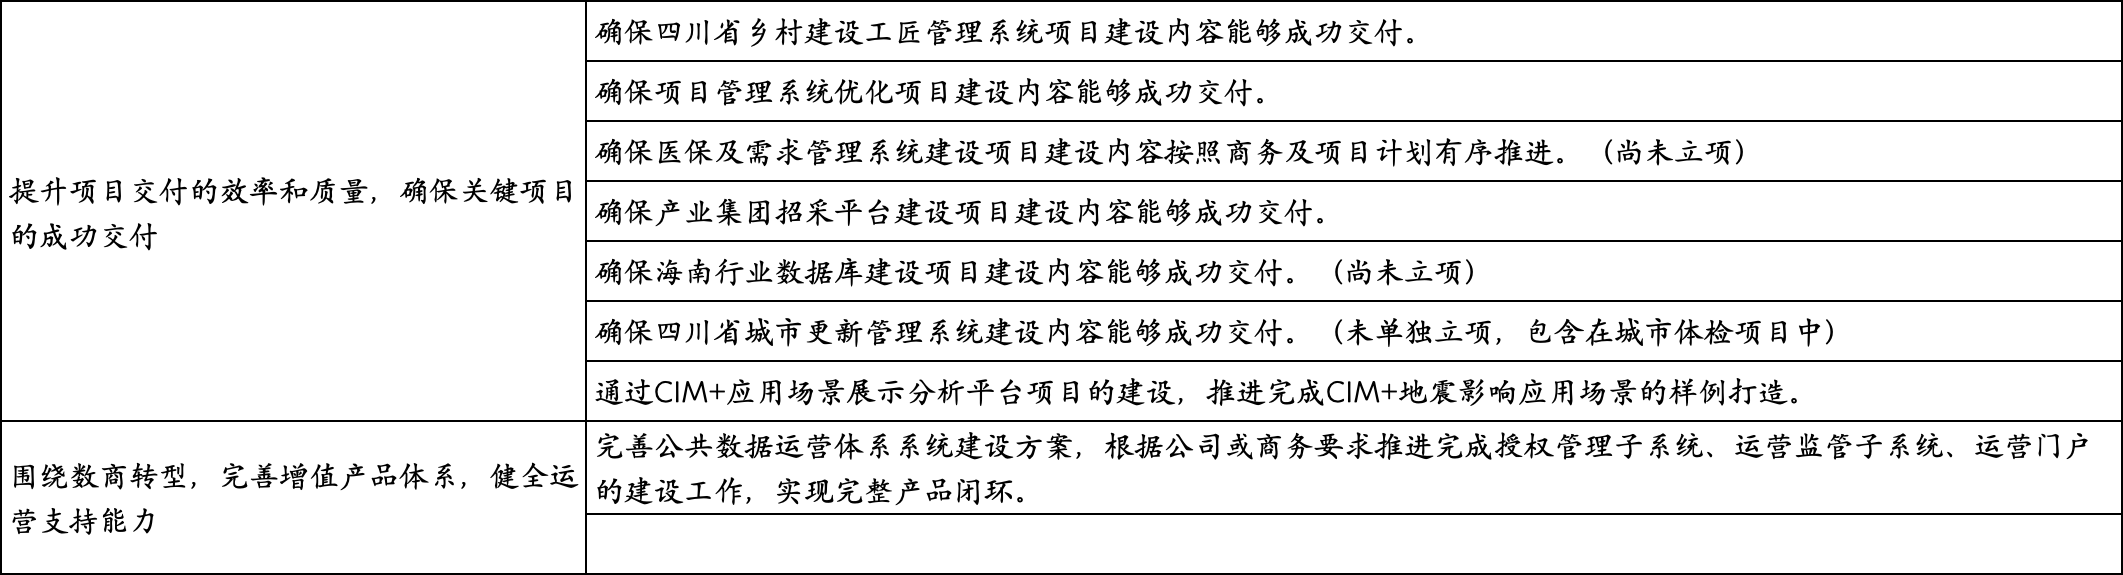 提升项目交付的效率和质量，确保关键项目
的成功交付
确保四川省乡村建设工匠管理系统项目建设内容能够成功交付。
确保项目管理系统优化项目建设内容能够成功交付。
确保医保及需求管理系统建设项目建设内容按照商务及项目计划有序推进。（尚未立项）
确保产业集团招采平台建设项目建设内容能够成功交付。
确保海南行业数据库建设项目建设内容能够成功交付。（尚未立项）
确保四川省城市更新管理系统建设内容能够成功交付。（未单独立项，包含在城市体检项目中）
通过CIM+应用场景展示分析平台项目的建设，推进完成CIM+地震影响应用场景的样例打造。
围绕数商转型，完善增值产品体系，健全运
营支持能力
完善公共数据运营体系系统建设方案，根据公司或商务要求推进完成授权管理子系统、运营监管子系统、运营门户
的建设工作，实现完整产品闭环。